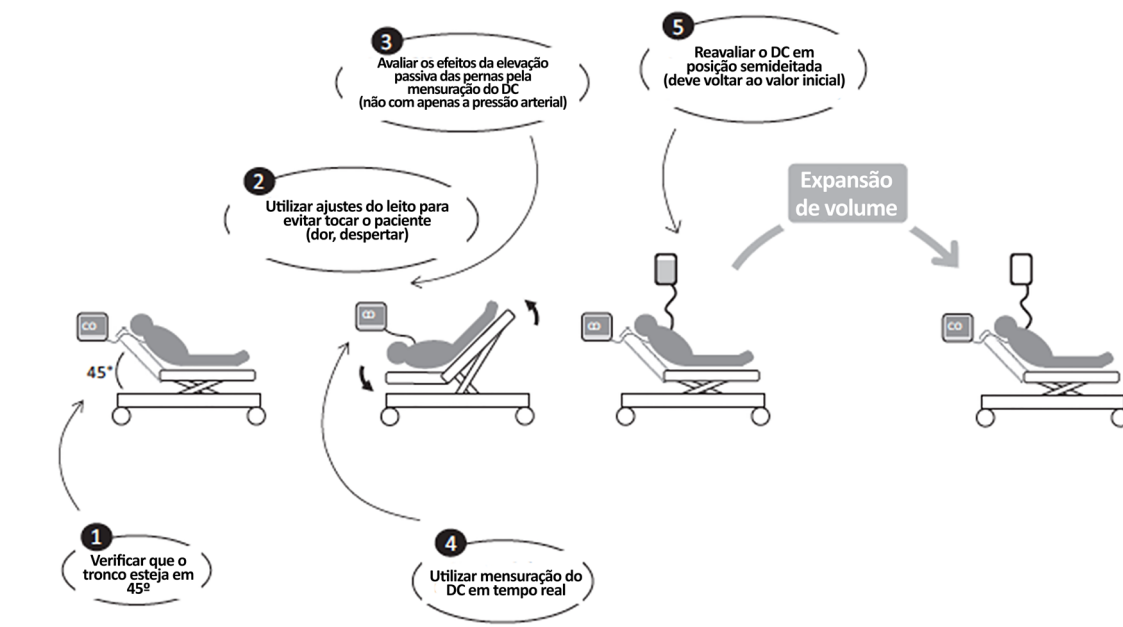 1
Verificar que o
tronco esteja em
45º
2
Utilizar ajustes do leito para
evitar tocar o paciente
(dor, despertar)
3
Avaliar os efeitos da elevação
passiva das pernas pela
mensuração do DC
(não com apenas a pressão arterial)
4
Utilizar mensuração do
DC em tempo real
5
Reavaliar o DC em
posição semideitada
(deve voltar ao valor inicial)
Expansão
de volume
CO
45°
CO
CO
CO